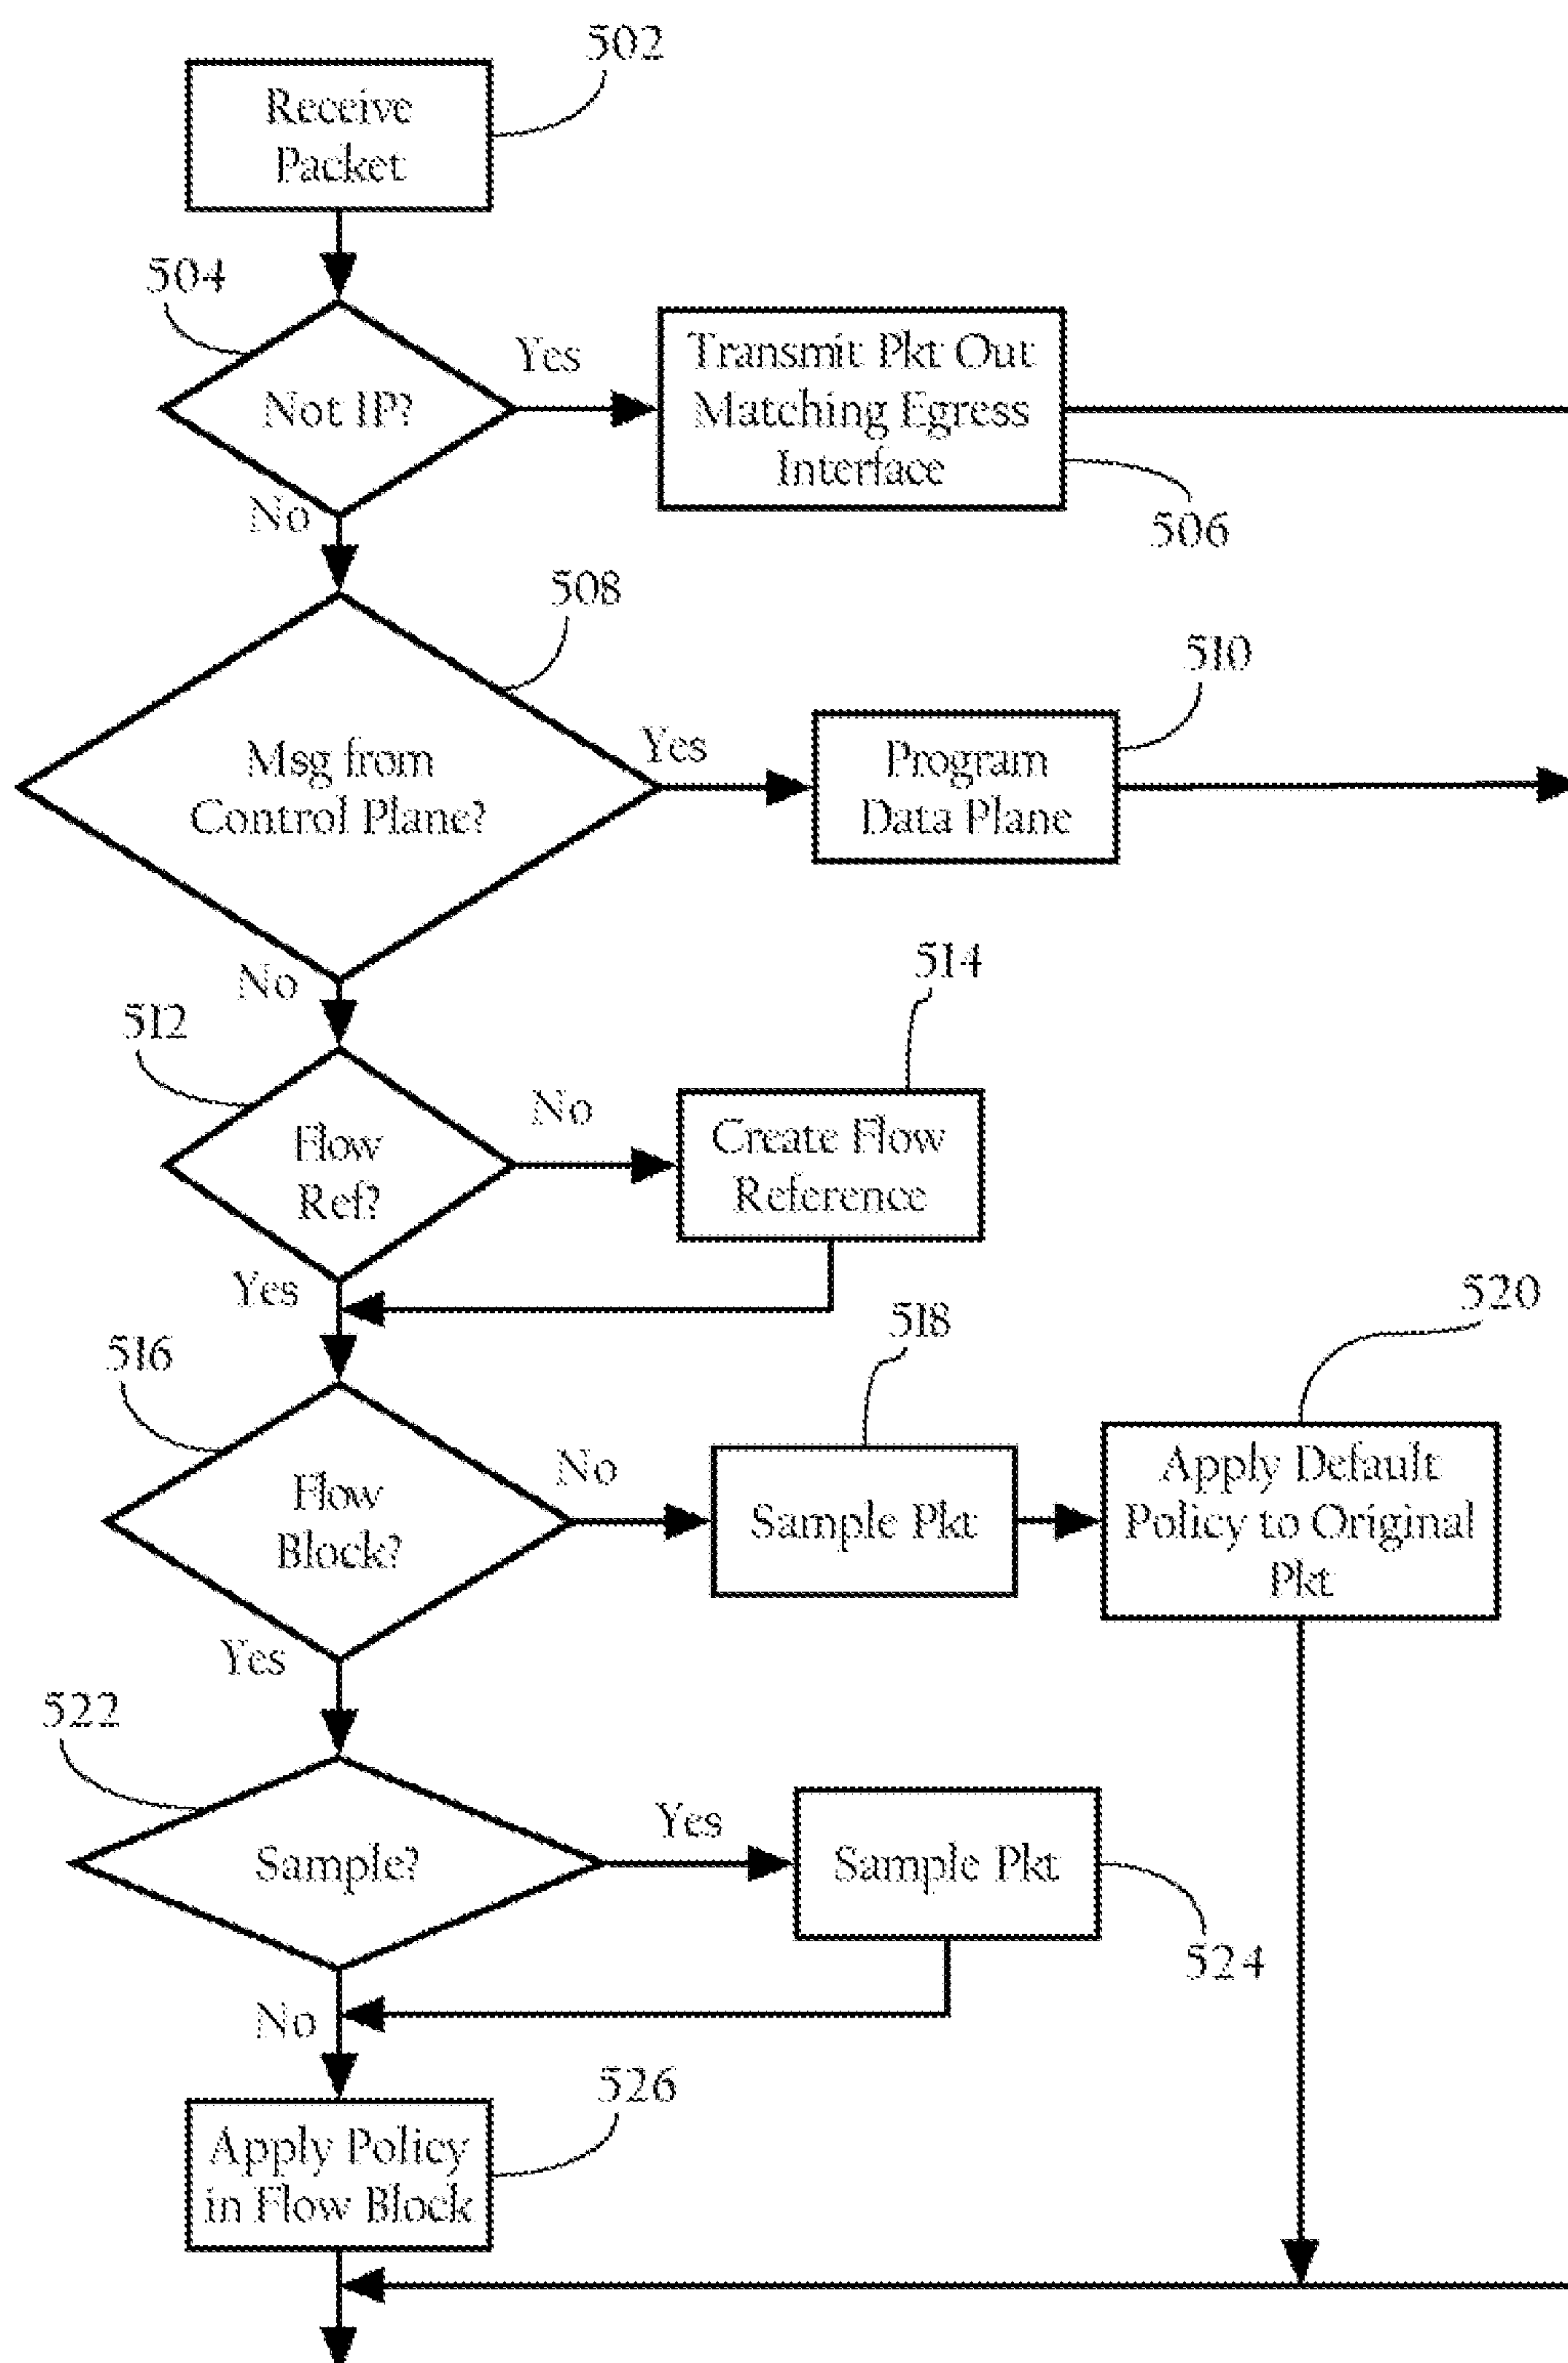 502
Receive
Packet
504
Not IP?
Yes
Transmit Pkt Out
Matching Egress
Interface
506
No
508
Msg from
Control Plane?
Yes
510
Program
Data Plane
No
512
Flow
Ref?
No
514
Create Flow
Reference
Yes
516
Flow
Block?
No
518
Sample Pkt
520
Apply Default
Policy to Original
Pkt
Yes
522
Sample?
Yes
Sample Pkt
524
No
526
Apply Policy
in Flow Block